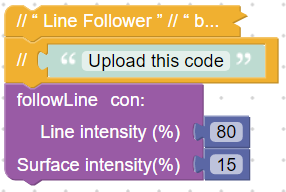 // “ Line Follower ” // “ b...
// “ Upload this code ”
followLine con:
Line intensity (%) 80
Surface intensity(%) 15